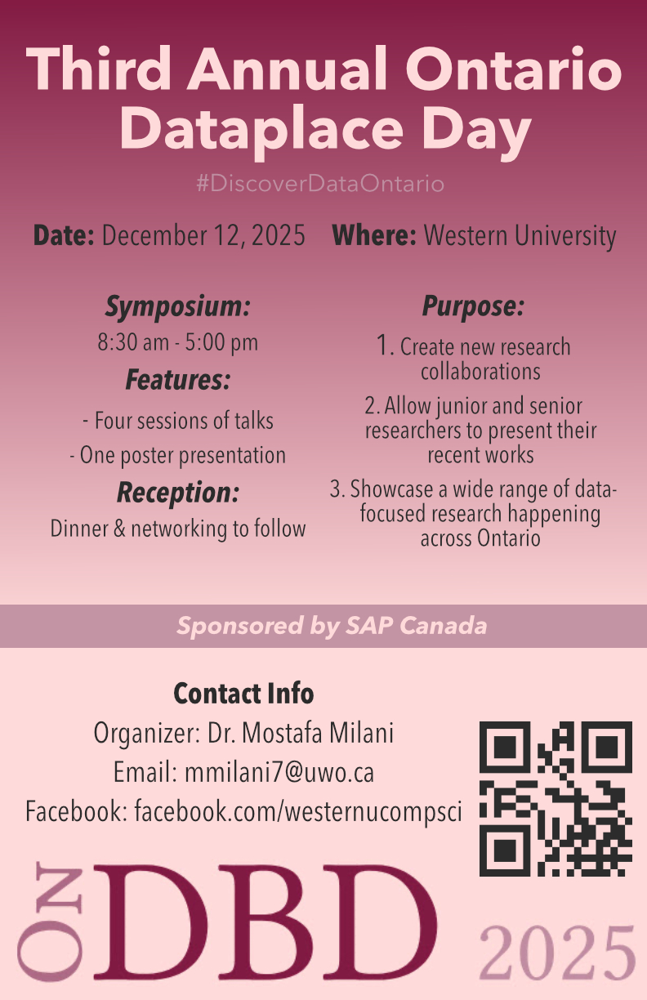 Third Annual Ontario
Dataplace Day
#DiscoverDataOntario
Date: December 12, 2025
Where: Western University
Symposium:
8:30 am - 5:00 pm
Features:
- Four sessions of talks
- One poster presentation
Reception:
Dinner & networking to follow
Purpose:
1. Create new research
collaborations
2. Allow junior and senior
researchers to present their
recent works
3. Showcase a wide range of data-
focused research happening
across Ontario
Sponsored by SAP Canada
Contact Info
Organizer: Dr. Mostafa Milani
Email: mmilani7@uwo.ca
Facebook: facebook.com/westernucompsci
ON DBD 2025